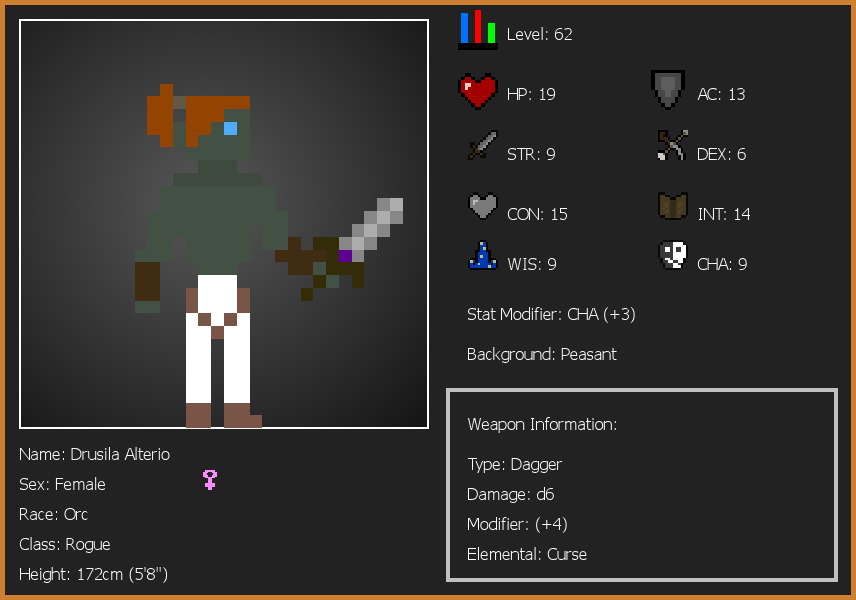 Level: 62
HP: 19
AC: 13
STR: 9
DEX: 6
CON: 15
INT: 14
WIS: 9
CHA: 9
Stat Modifier: CHA (+3)
Background: Peasant
Weapon Information:
Type: Dagger
Damage: d6
Modifier: (+4)
Elemental: Curse
Name: Drusila Alterio
Sex: Female
Race: Orc
Class: Rogue
Height: 172cm (5'8")